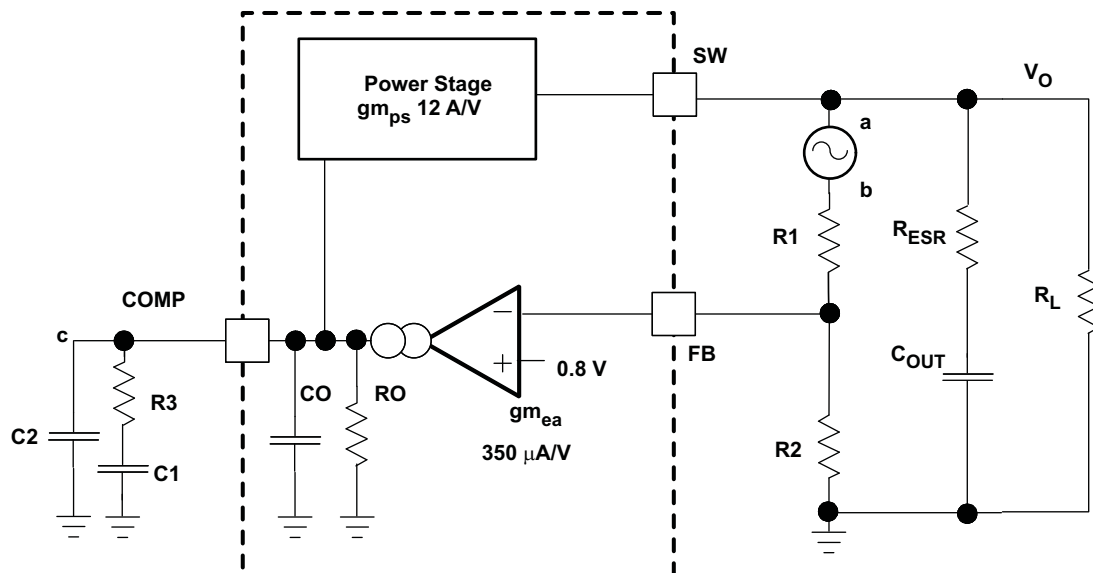 Power Stage
gm_ps 12 A/V
SW
V_O
a
b
R1
R_ESR
R_L
COMP
c
FB
−
+
0.8 V
C_OUT
R3
CO
RO
gm_ea
C2
C1
350 μA/V
R2